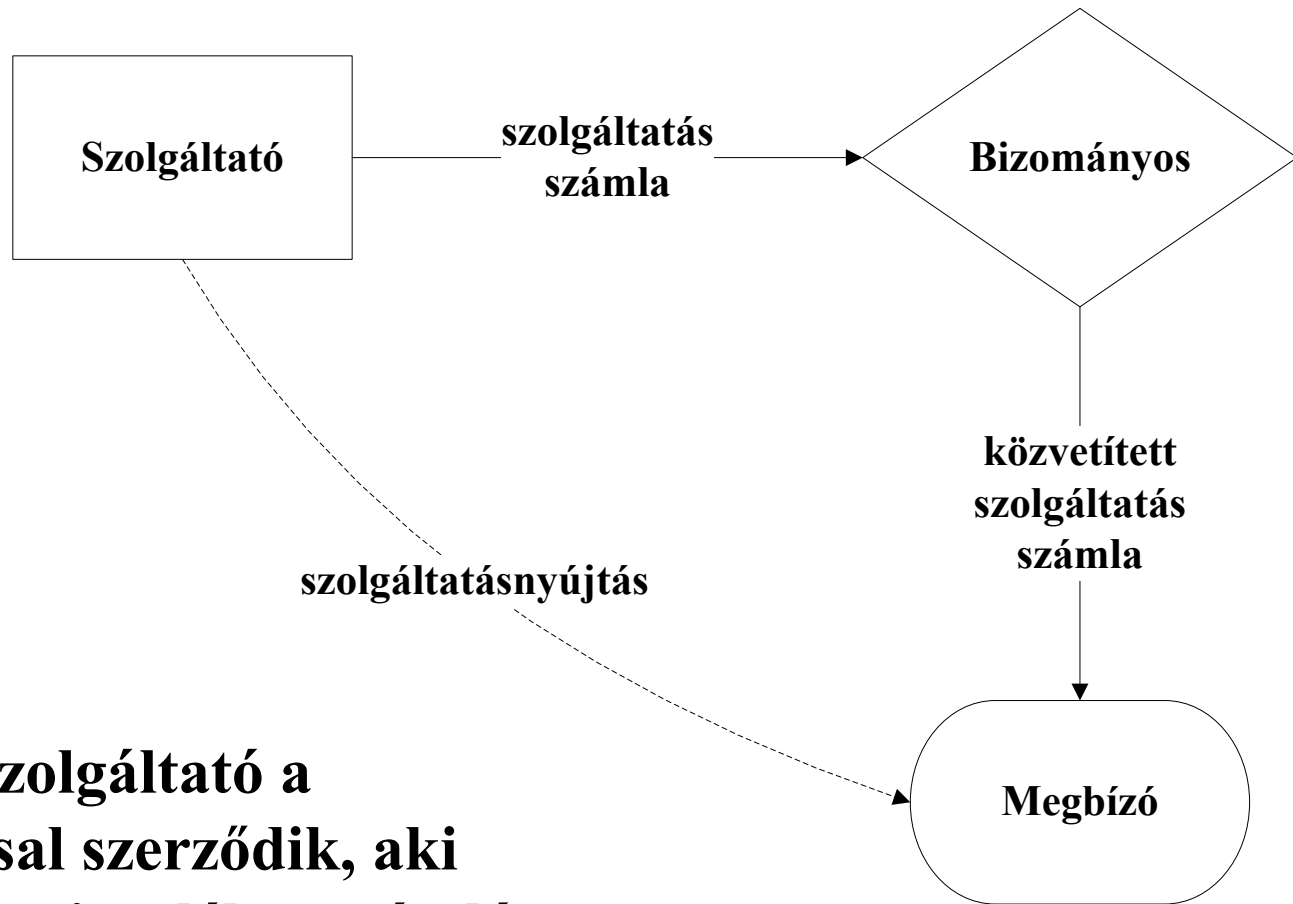 Szolgáltató
szolgáltatás
számla
Bizományos
közvetített
szolgáltatás
számla
szolgáltatásnyújtás
Megbízó
zolgáltató a
sal szerződik, aki